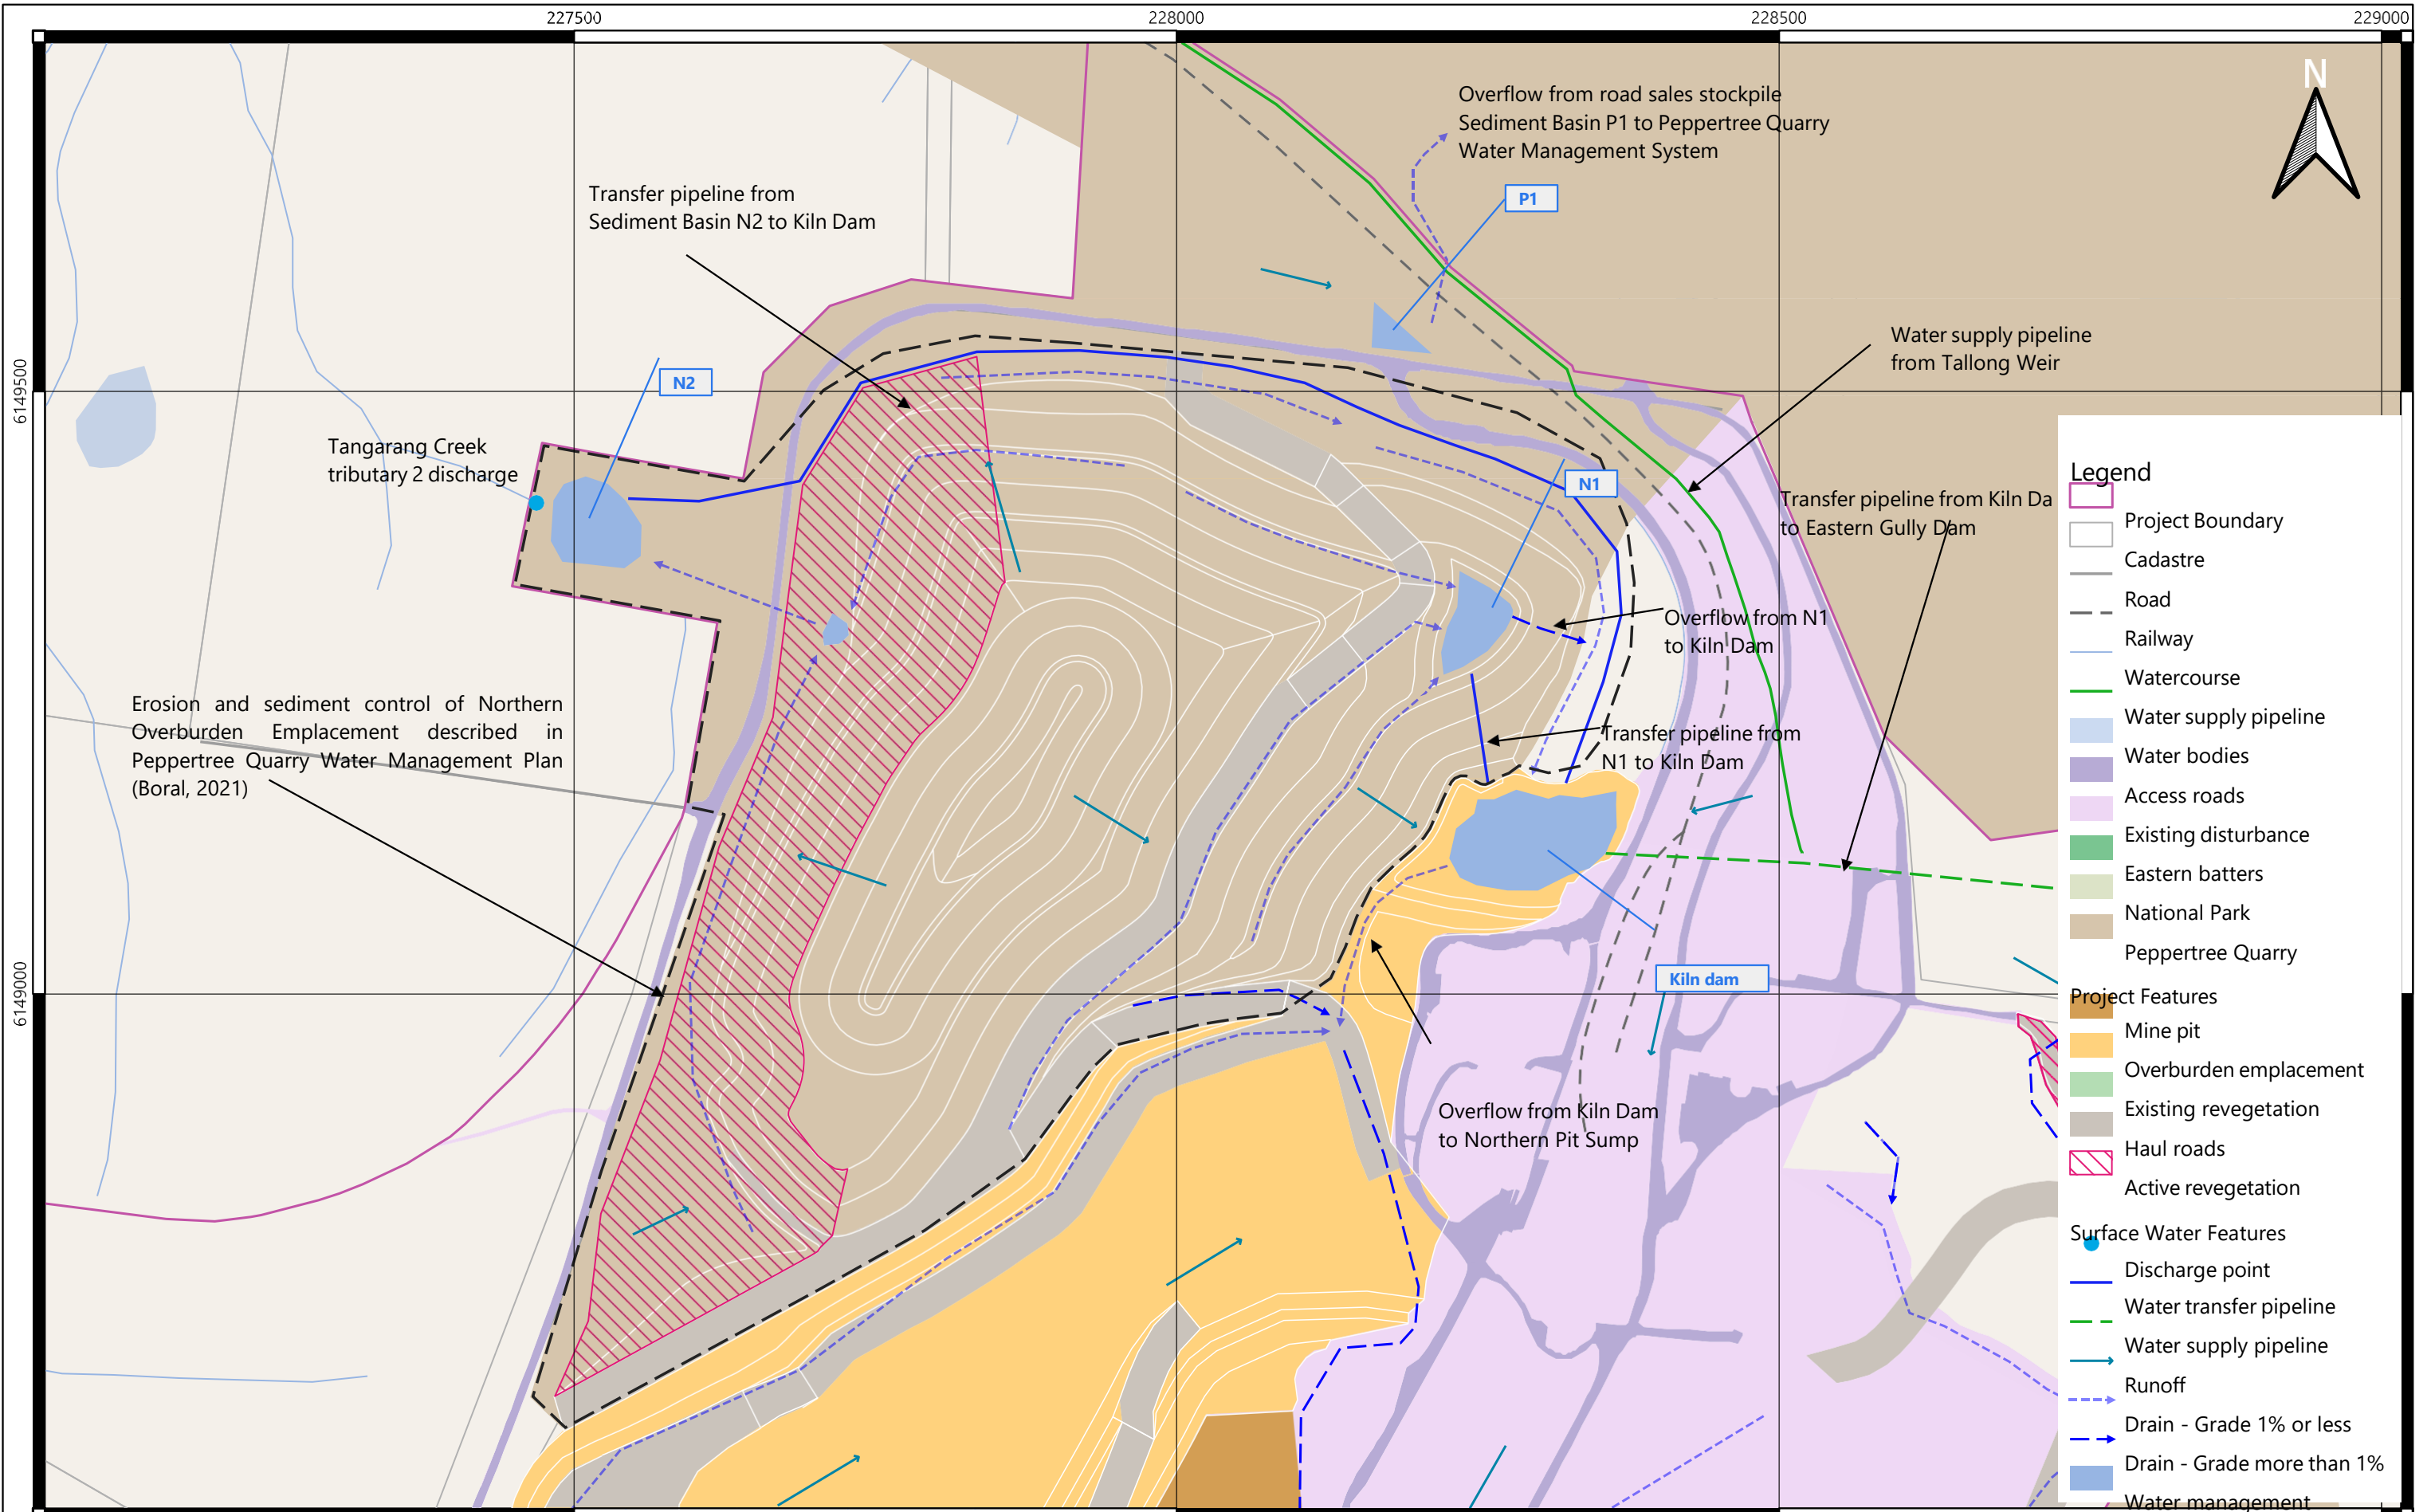 227500
228000
228500
229000
N
Overflow from road sales stockpile
Sediment Basin P1 to Peppertree Quarry
Water Management System
P1
Transfer pipeline from
Sediment Basin N2 to Kiln Dam
Water supply pipeline
from Tallong Weir
6149500
N2
Tangarang Creek
tributary 2 discharge
N1
Transfer pipeline from Kiln Da
to Eastern Gully Dam
Overflow from N1
to Kiln Dam
Erosion and sediment control of Northern
Overburden Emplacement described in
Peppertree Quarry Water Management Plan
(Boral, 2021)
Transfer pipeline from
N1 to Kiln Dam
6149000
Kiln dam
Overflow from Kiln Dam
to Northern Pit Sump
Legend
Project Boundary
Cadastre
Road
Railway
Watercourse
Water supply pipeline
Water bodies
Access roads
Existing disturbance
Eastern batters
National Park
Peppertree Quarry
Project Features
Mine pit
Overburden emplacement
Existing revegetation
Haul roads
Active revegetation
Surface Water Features
Discharge point
Water transfer pipeline
Water supply pipeline
Runoff
Drain - Grade 1% or less
Drain - Grade more than 1%
Water management